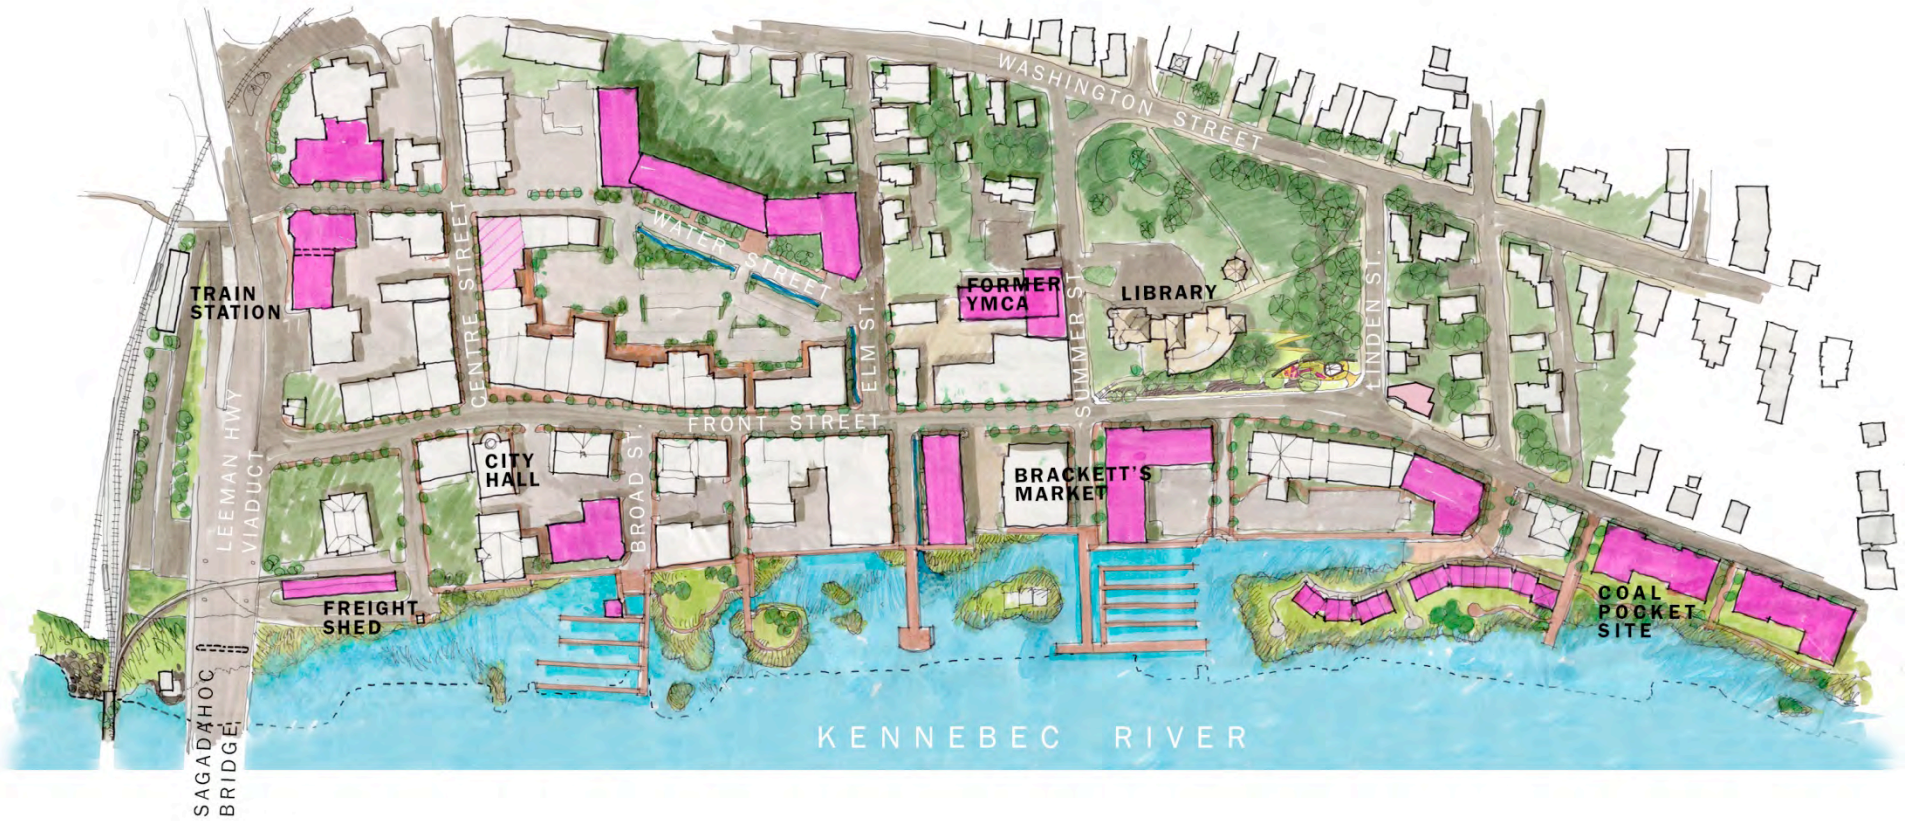 WASHINGTON STREET
WATER STREET
TRAIN
STATION
CENTRE STREET
ELM ST.
FORMER
YMCA
SUMMER ST.
LIBRARY
LINDEN ST.
FRONT STREET
LEEMAN HWY
VIADUCT
CITY
HALL
BROAD ST.
BRACKETT'S
MARKET
FREIGHT
SHED
COAL
POCKET
SITE
SAGADAHOC
BRIDGE
KENNEBEC RIVER